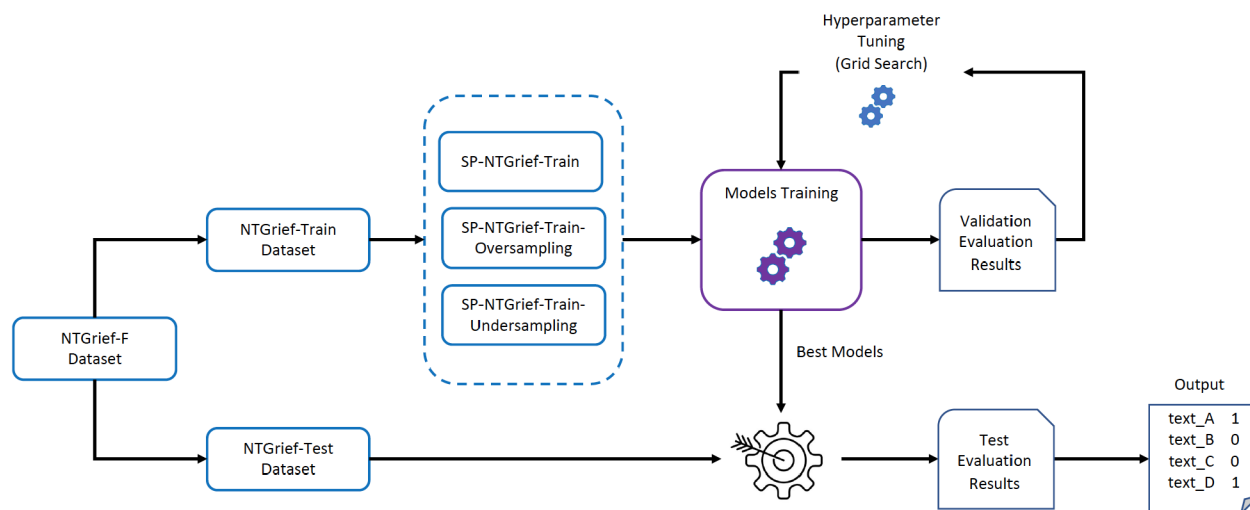 Hyperparameter
Tuning
(Grid Search)
SP-NTGrief-Train
Models Training
NTGrief-Train
Dataset
SP-NTGrief-Train-
Oversampling
Validation
Evaluation
Results
SP-NTGrief-Train-
Undersampling
NTGrief-F
Dataset
Best Models
Output
NTGrief-Test
Dataset
Test
Evaluation
Results
text_A 1
text_B 0
text_C 0
text_D 1